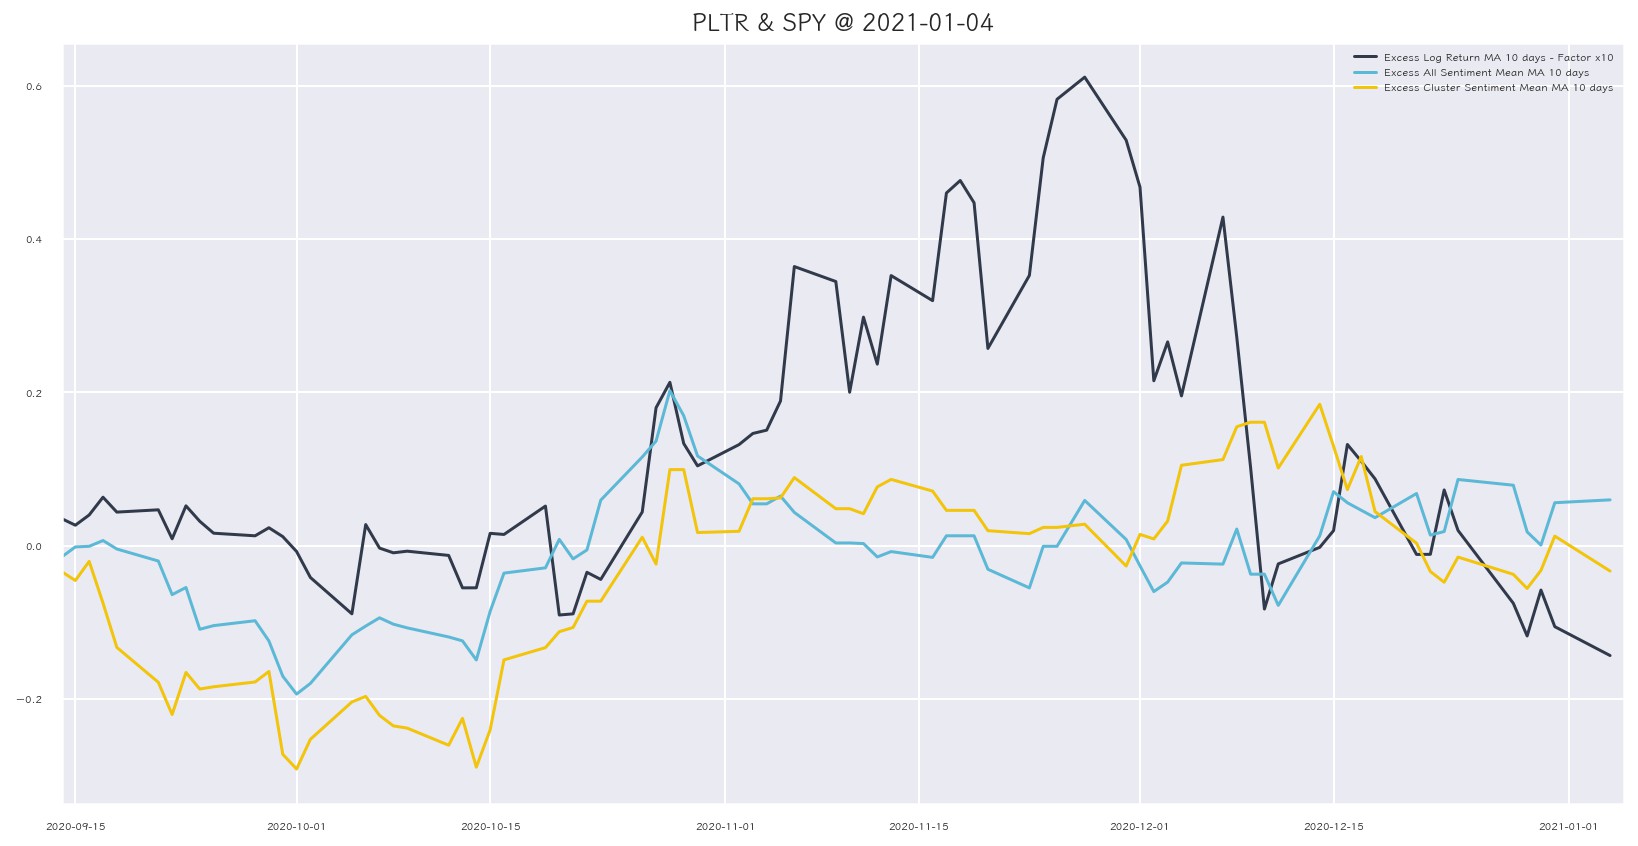 PLTR & SPY @ 2021-01-04
Excess Log Return MA 10 days - Factor x10
Excess All Sentiment Mean MA 10 days
Excess Cluster Sentiment Mean MA 10 days
0.6
0.4
0.2
0.0
−0.2
2020-09-15 2020-10-01 2020-10-15 2020-11-01 2020-11-15 2020-12-01 2020-12-15 2021-01-01